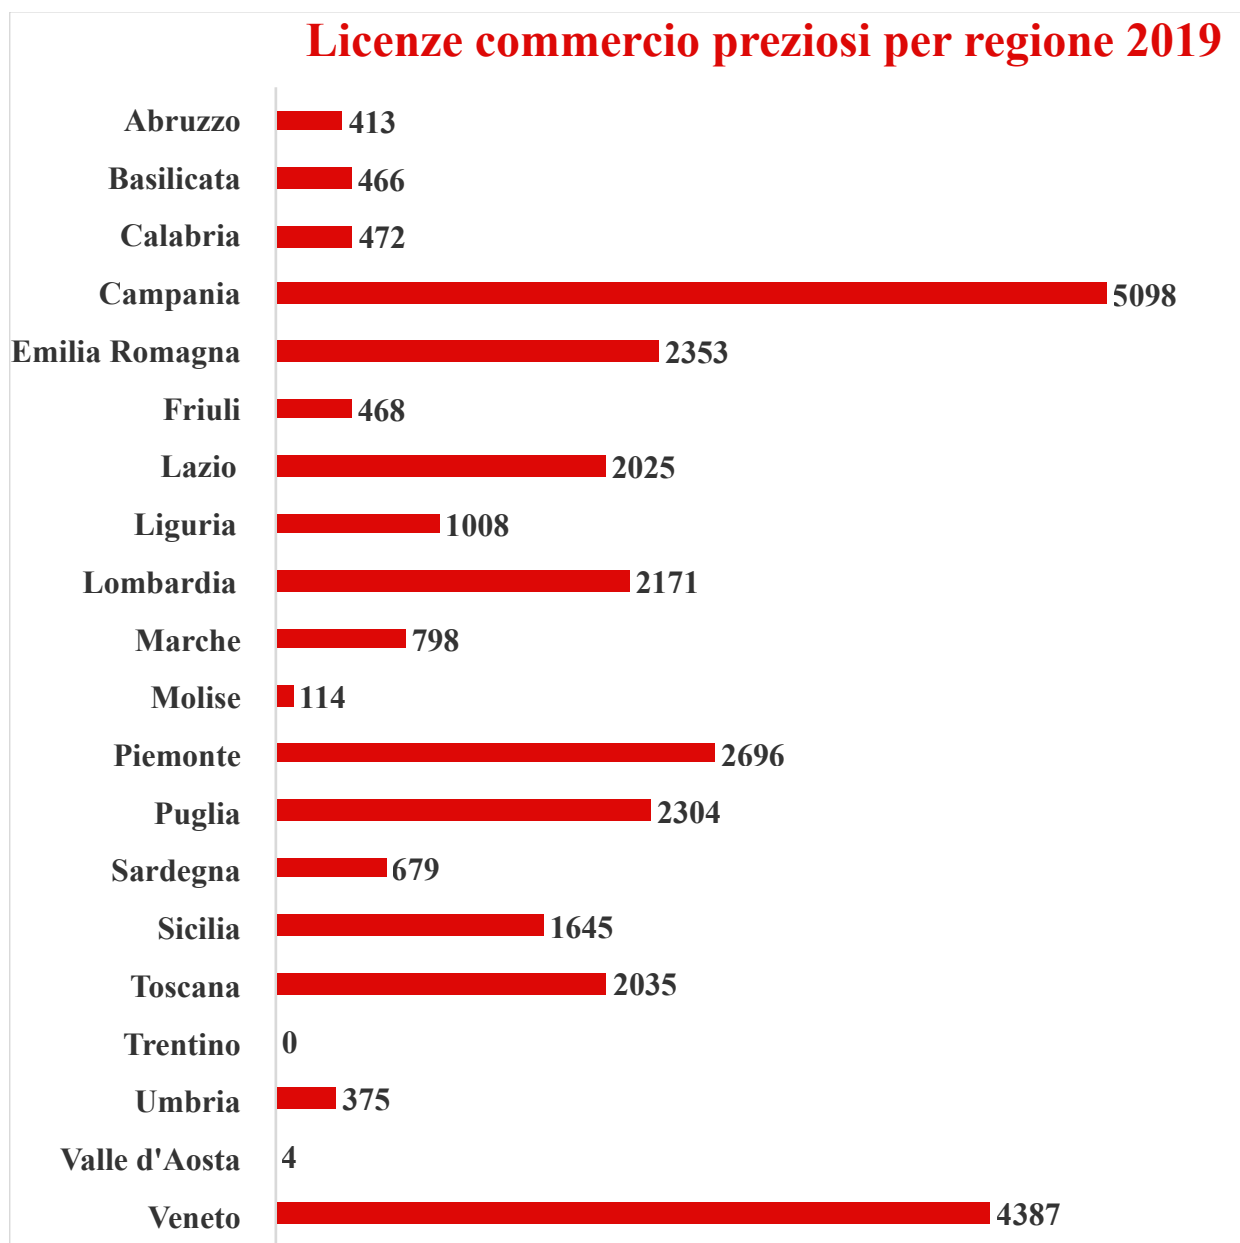 Licenze commercio preziosi per regione 2019
Abruzzo 413
Basilicata 466
Calabria 472
Campania 5098
Emilia Romagna 2353
Friuli 468
Lazio 2025
Liguria 1008
Lombardia 2171
Marche 798
Molise 114
Piemonte 2696
Puglia 2304
Sardegna 679
Sicilia 1645
Toscana 2035
Trentino 0
Umbria 375
Valle d'Aosta 4
Veneto 4387